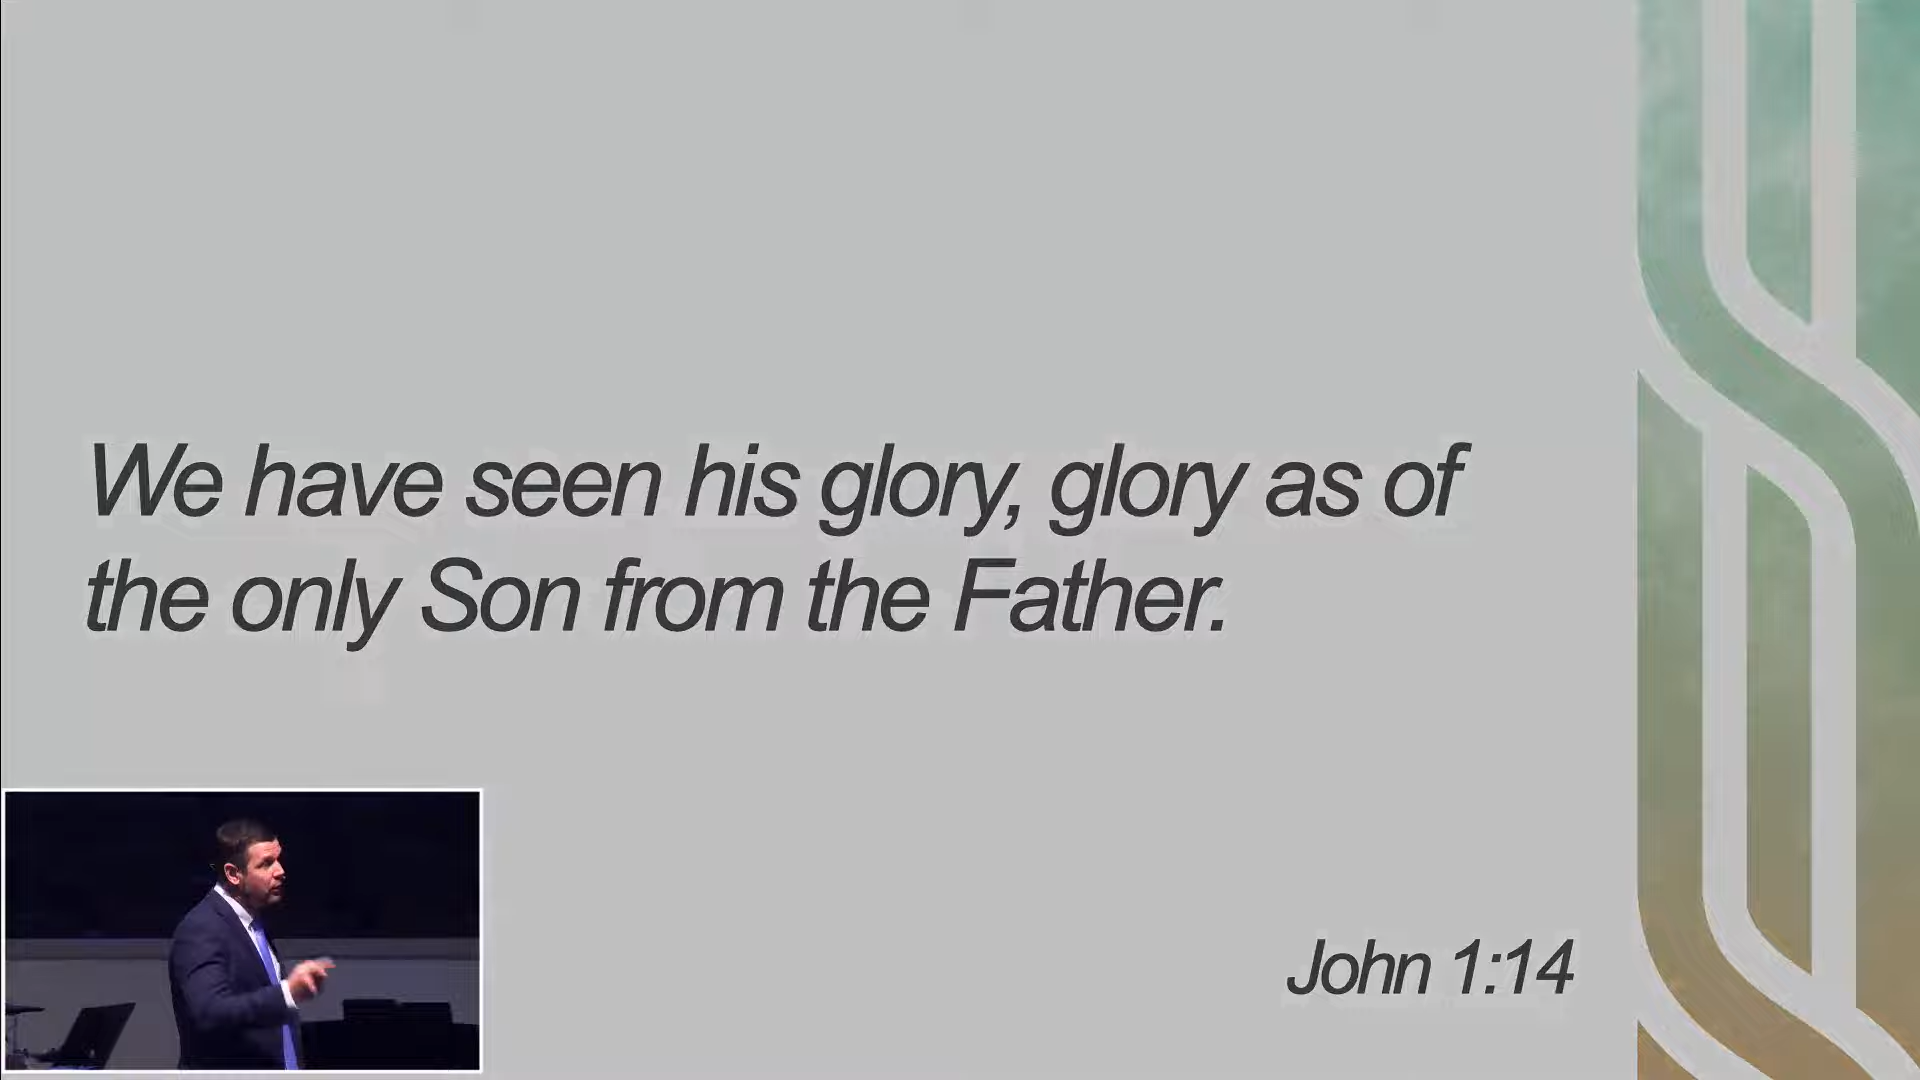 We have seen his glory, glory as of
the only Son from the Father.
John 1:14